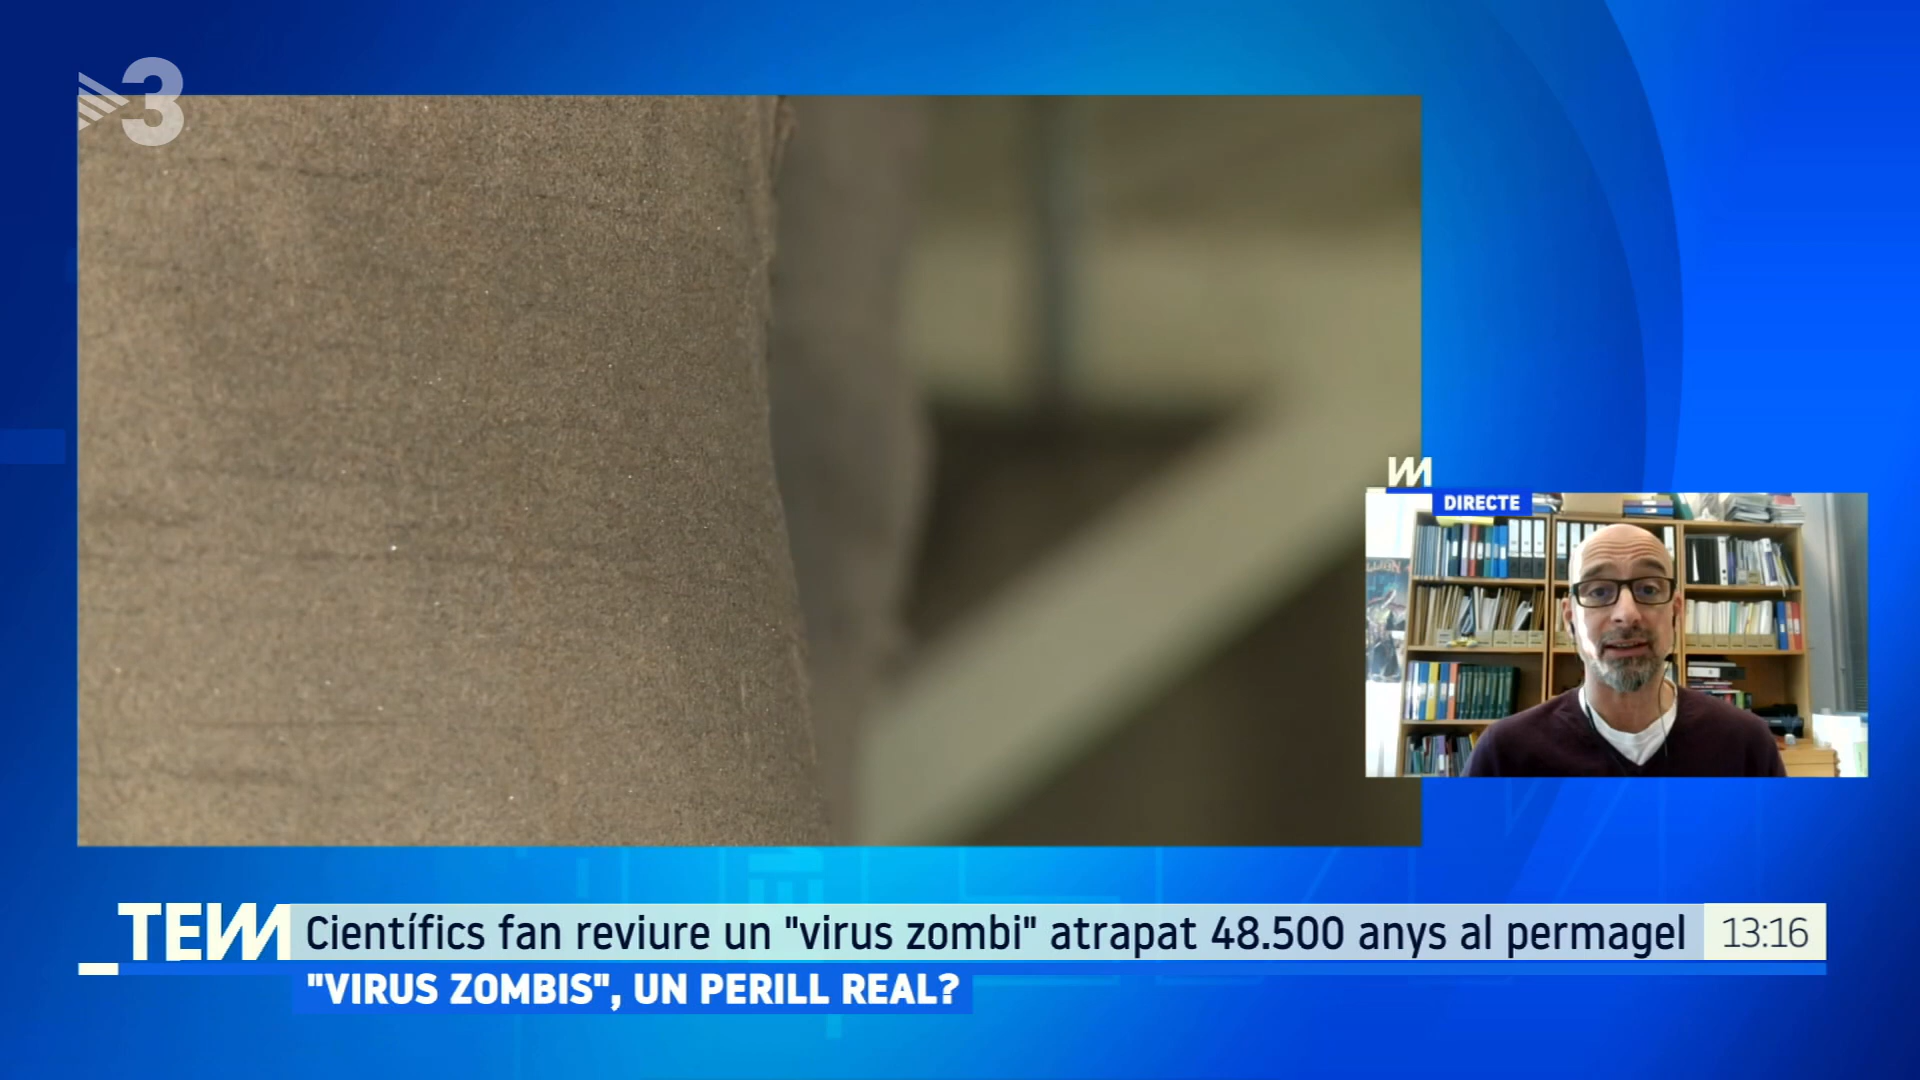 3
DIRECTE
TEM
Científics fan reviure un "virus zombi" atrapat 48.500 anys al permagel
13:16
"VIRUS ZOMBIS", UN PERILL REAL?